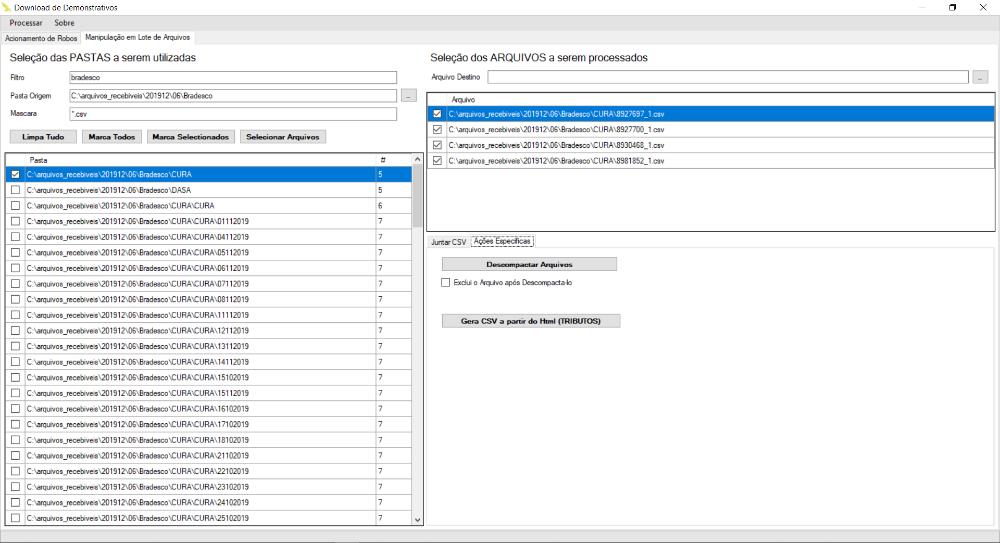 Download de Demonstrativos
Processar Sobre
Acionamento de Robos Manipulação em Lote de Arquivos
Seleção das PASTAS a serem utilizadas
Filtro bradesco
Pasta Origem C:\arquivos_recebiveis\201912\06\Bradesco ...
Mascara *.csv
Limpa Tudo Marca Todos Marca Selectionados Selecionar Arquivos
Pasta #
C:\arquivos_recebiveis\201912\06\Bradesco\CURA 5
C:\arquivos_recebiveis\201912\06\Bradesco\DASA 5
C:\arquivos_recebiveis\201912\06\Bradesco\CURA\CURA 6
C:\arquivos_recebiveis\201912\06\Bradesco\CURA\CURA\01112019 7
C:\arquivos_recebiveis\201912\06\Bradesco\CURA\CURA\04112019 7
C:\arquivos_recebiveis\201912\06\Bradesco\CURA\CURA\05112019 7
C:\arquivos_recebiveis\201912\06\Bradesco\CURA\CURA\06112019 7
C:\arquivos_recebiveis\201912\06\Bradesco\CURA\CURA\07112019 7
C:\arquivos_recebiveis\201912\06\Bradesco\CURA\CURA\08112019 7
C:\arquivos_recebiveis\201912\06\Bradesco\CURA\CURA\11112019 7
C:\arquivos_recebiveis\201912\06\Bradesco\CURA\CURA\12112019 7
C:\arquivos_recebiveis\201912\06\Bradesco\CURA\CURA\13112019 7
C:\arquivos_recebiveis\201912\06\Bradesco\CURA\CURA\14112019 7
C:\arquivos_recebiveis\201912\06\Bradesco\CURA\CURA\15102019 7
C:\arquivos_recebiveis\201912\06\Bradesco\CURA\CURA\15112019 7
C:\arquivos_recebiveis\201912\06\Bradesco\CURA\CURA\16102019 7
C:\arquivos_recebiveis\201912\06\Bradesco\CURA\CURA\17102019 7
C:\arquivos_recebiveis\201912\06\Bradesco\CURA\CURA\18102019 7
C:\arquivos_recebiveis\201912\06\Bradesco\CURA\CURA\21102019 7
C:\arquivos_recebiveis\201912\06\Bradesco\CURA\CURA\22102019 7
C:\arquivos_recebiveis\201912\06\Bradesco\CURA\CURA\23102019 7
C:\arquivos_recebiveis\201912\06\Bradesco\CURA\CURA\24102019 7
C:\arquivos_recebiveis\201912\06\Bradesco\CURA\CURA\25102019 7
Seleção dos ARQUIVOS a serem processados
Arquivo Destino ...
Arquivo
C:\arquivos_recebiveis\201912\06\Bradesco\CURA\8927697_1.csv
C:\arquivos_recebiveis\201912\06\Bradesco\CURA\8927700_1.csv
C:\arquivos_recebiveis\201912\06\Bradesco\CURA\8930468_1.csv
C:\arquivos_recebiveis\201912\06\Bradesco\CURA\8981852_1.csv
Juntar CSV Ações Especificas
Descompactar Arquivos
Exclui o Arquivo após Descompacta-lo
Gera CSV a partir do Html (TRIBUTOS)